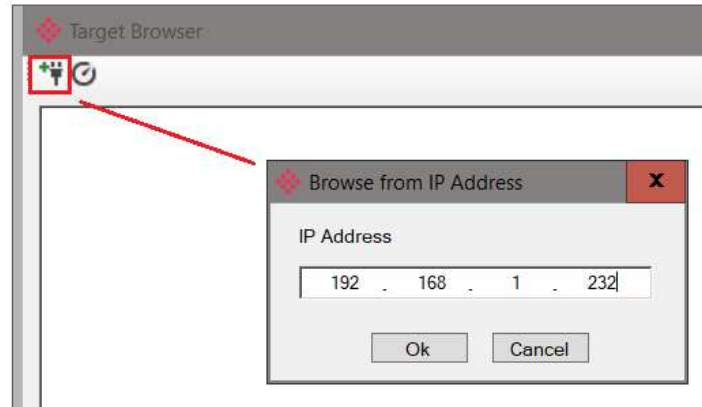 Target Browser
Browse from IP Address
X
IP Address
192 . 168 . 1 . 232
Ok Cancel